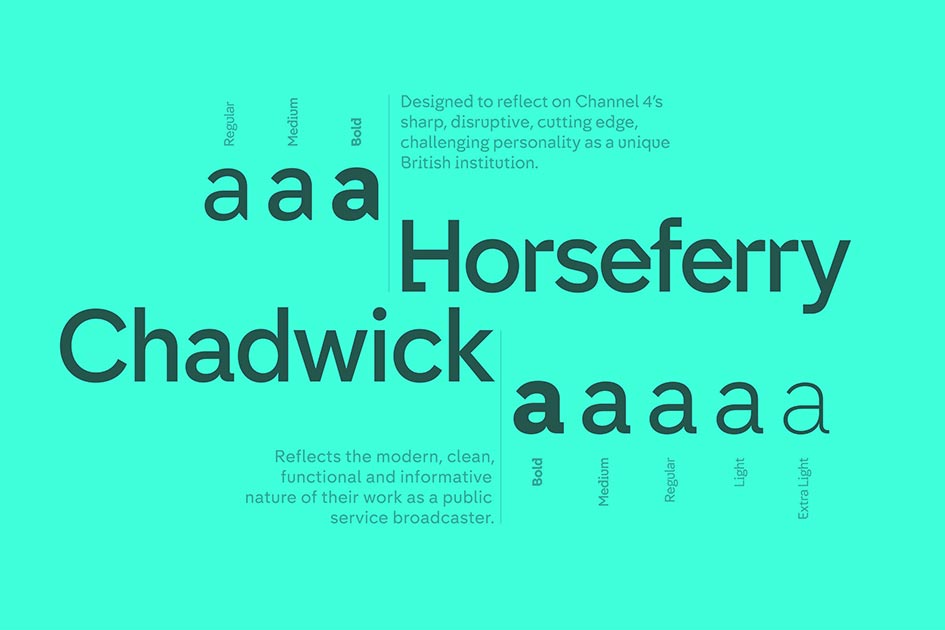 Regular
Medium
Bold
a a a
Designed to reflect on Channel 4's
sharp, disruptive, cutting edge,
challenging personality as a unique
British institution.
Horseferry
Chadwick
a a a a a
Bold
Medium
Regular
Light
Extra Light
Reflects the modern, clean,
functional and informative
nature of their work as a public
service broadcaster.